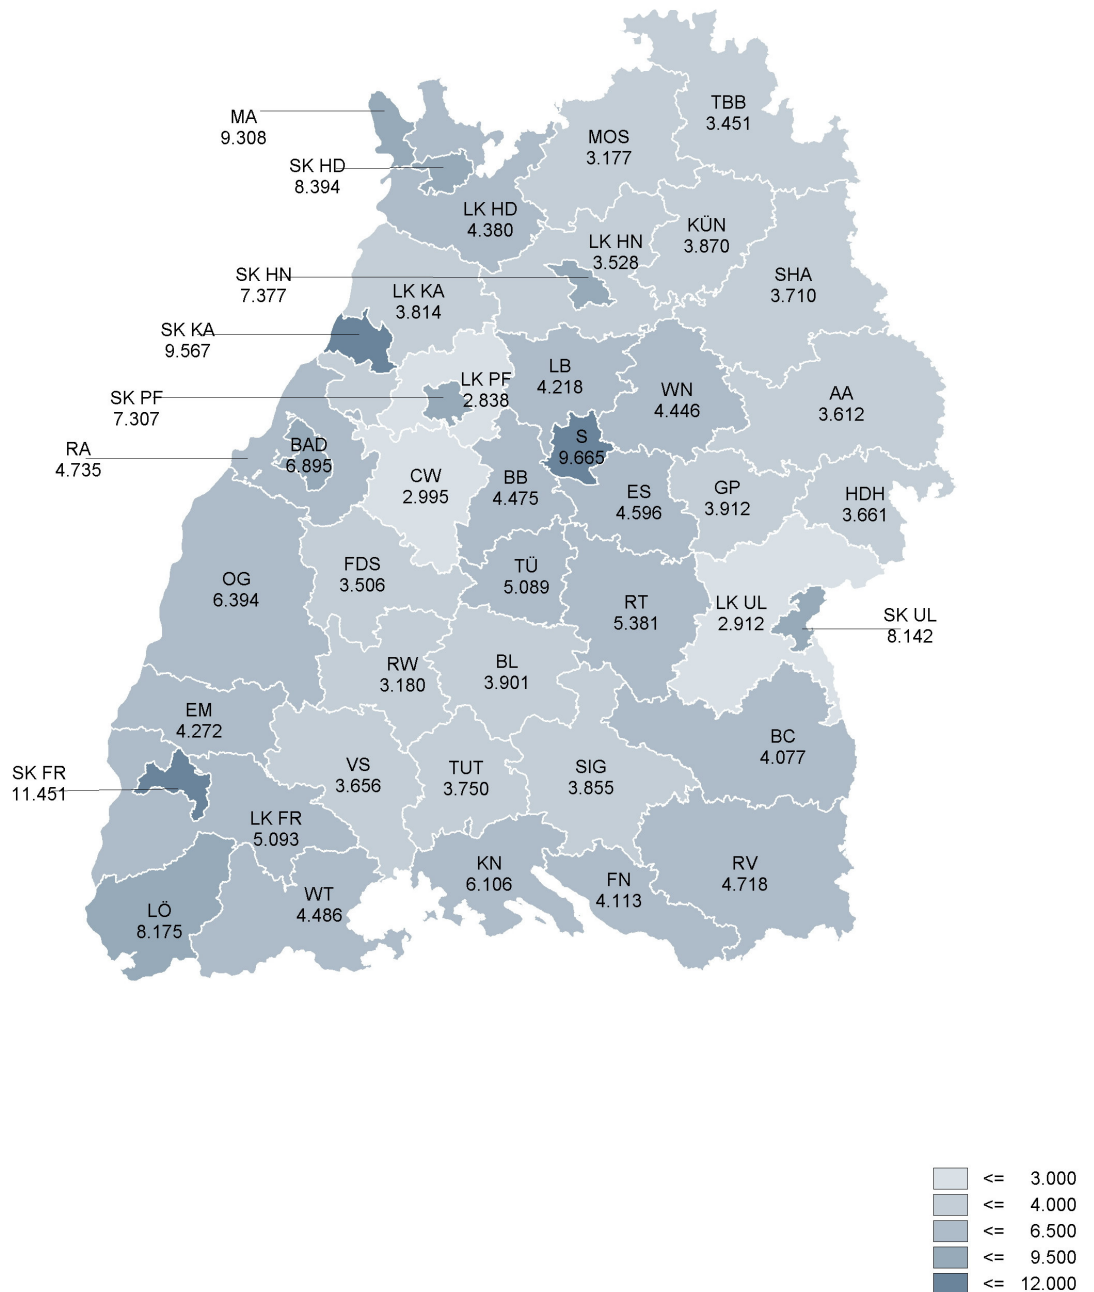 TBB
3.451
MA
9.308
MOS
3.177
SK HD
8.394
LK HD
4.380
KÜN
3.870
LK HN
3.528
SK HN
7.377
SHA
3.710
LK KA
3.814
SK KA
9.567
LB
4.218
LK PF
2.838
WN
4.446
AA
3.612
SK PF
7.307
S
9.665
BAD
6.895
RA
4.735
CW
2.995
BB
4.475
ES
4.596
GP
3.912
HDH
3.661
FDS
3.506
TÜ
5.089
OG
6.394
RT
5.381
LK UL
2.912
SK UL
8.142
RW
3.180
BL
3.901
EM
4.272
BC
4.077
SK FR
11.451
VS
3.656
TUT
3.750
SIG
3.855
LK FR
5.093
KN
6.106
FN
4.113
RV
4.718
WT
4.486
LÖ
8.175
<= 3.000
<= 4.000
<= 6.500
<= 9.500
<= 12.000